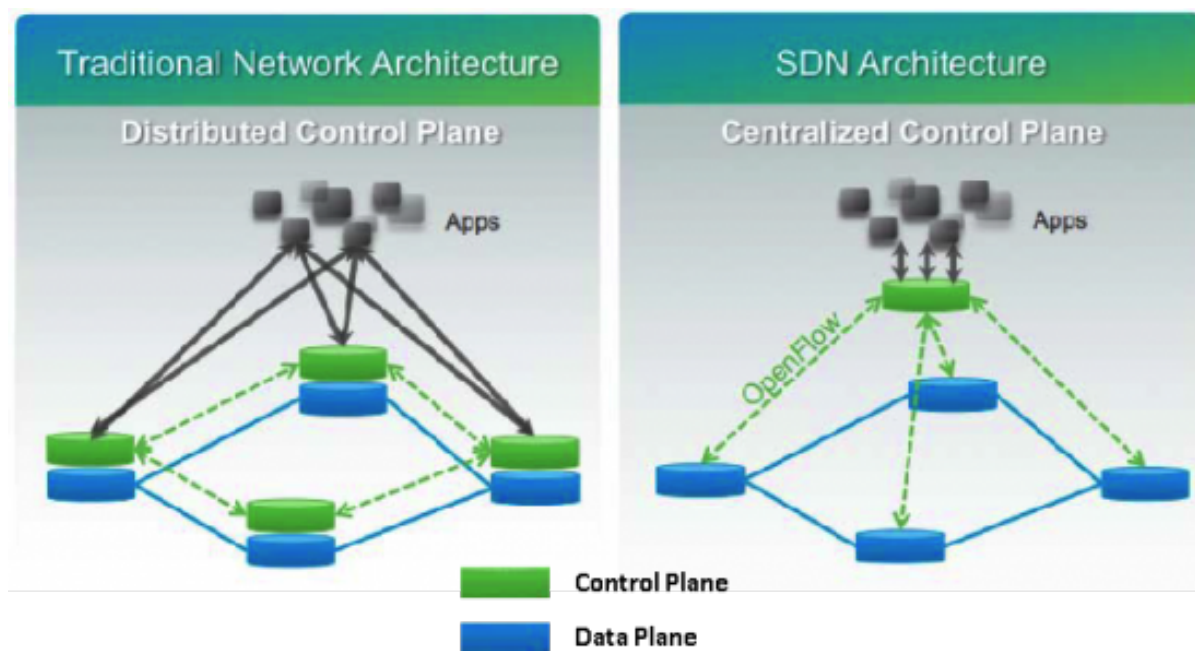 Traditional Network Architecture
Distributed Control Plane
Apps
SDN Architecture
Centralized Control Plane
Apps
OpenFlow
Control Plane
Data Plane